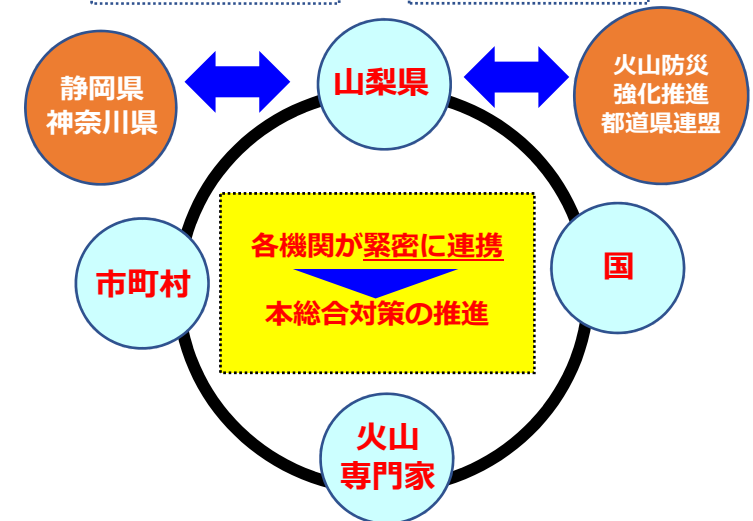 静岡県
神奈川県
山梨県
火山防災
強化推進
都道県連盟
各機関が緊密に連携
本総合対策の推進
市町村
国
火山
専門家